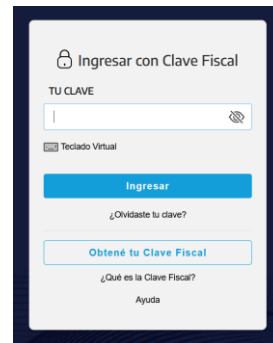 Ingresar con Clave Fiscal
TU CLAVE
Teclado Virtual
Ingresar
¿Olvidaste tu clave?
Obtené tu Clave Fiscal
¿Qué es la Clave Fiscal?
Ayuda